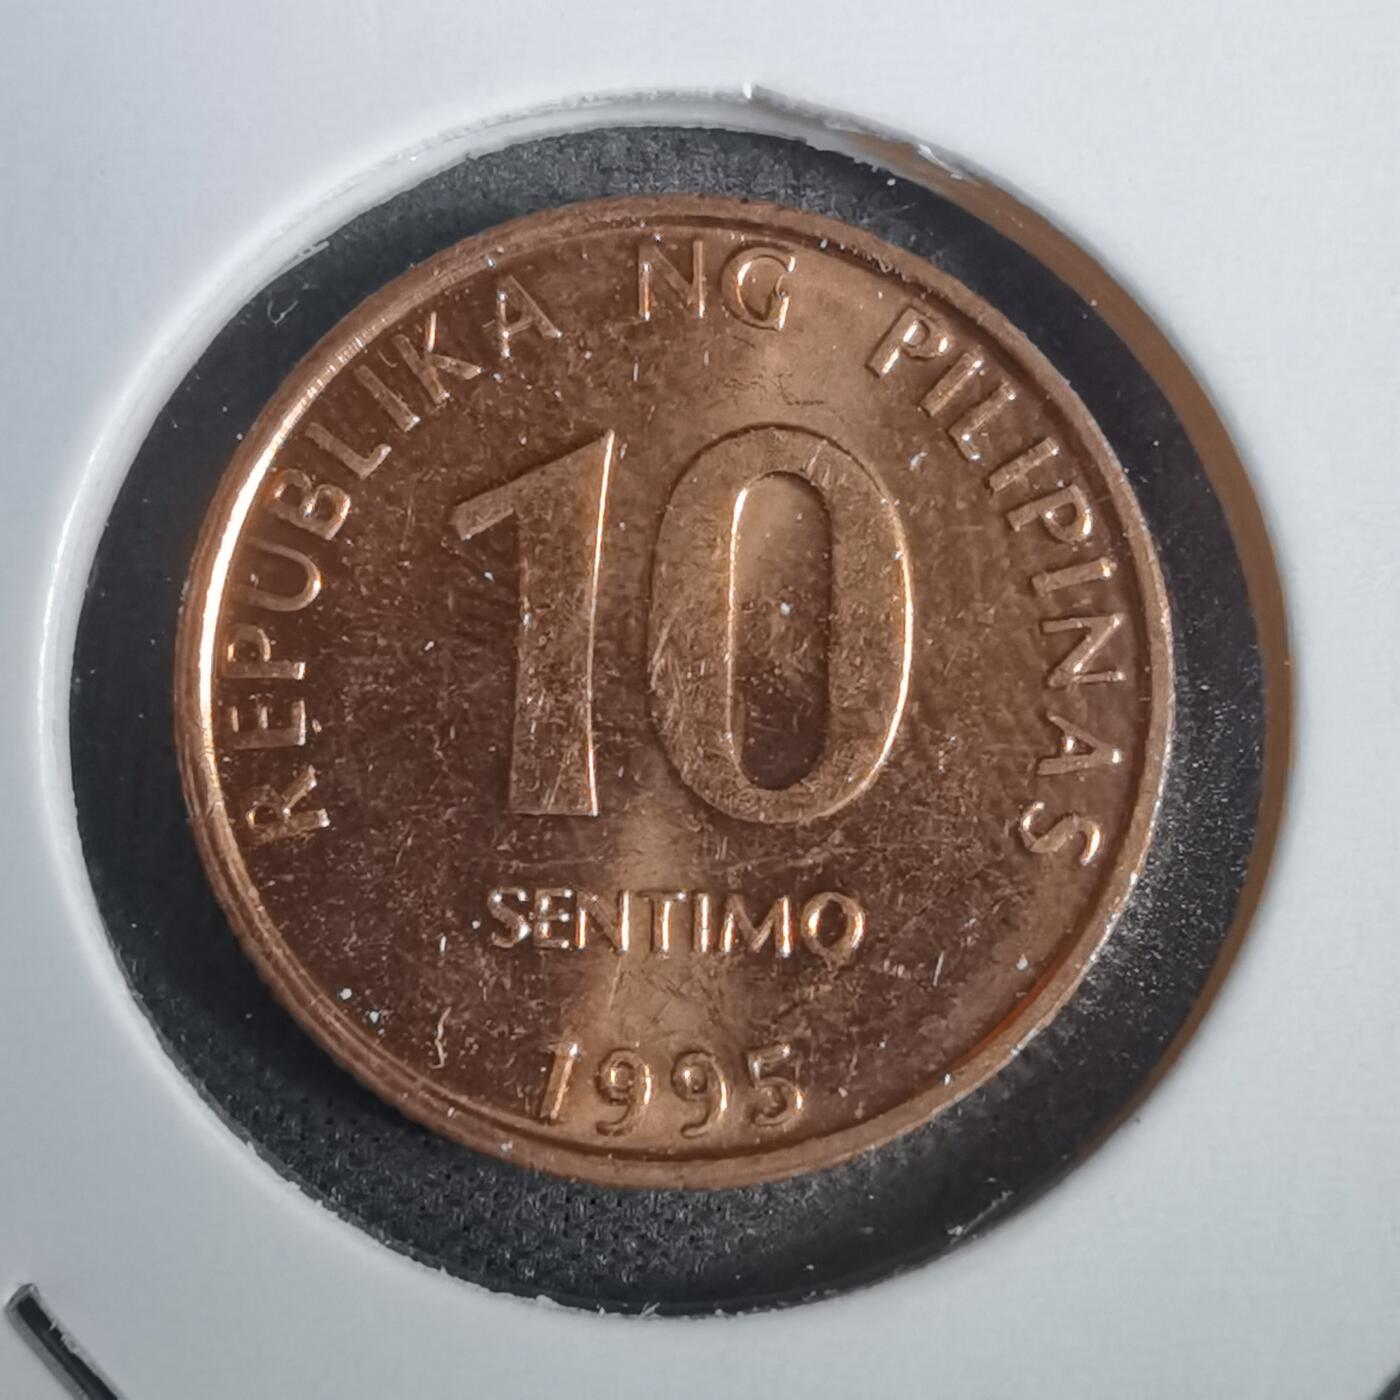 REPUBLIKA NG PILIPINAS
10
SENTIMO
1995